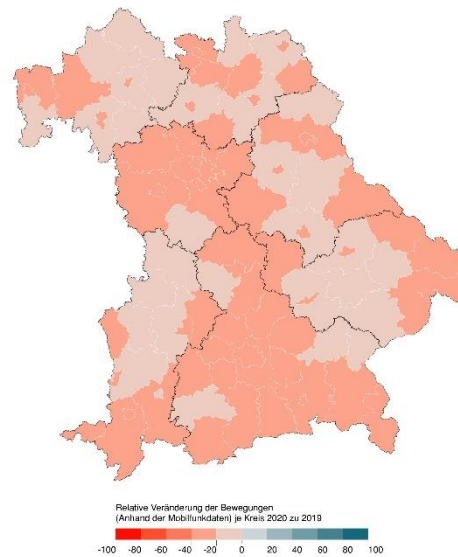 Relative Veränderung der Bewegungen
(Anhand der Mobilfunkdaten) je Kreis 2020 zu 2019
-100 -80 -60 -40 -20 0 20 40 60 80 100